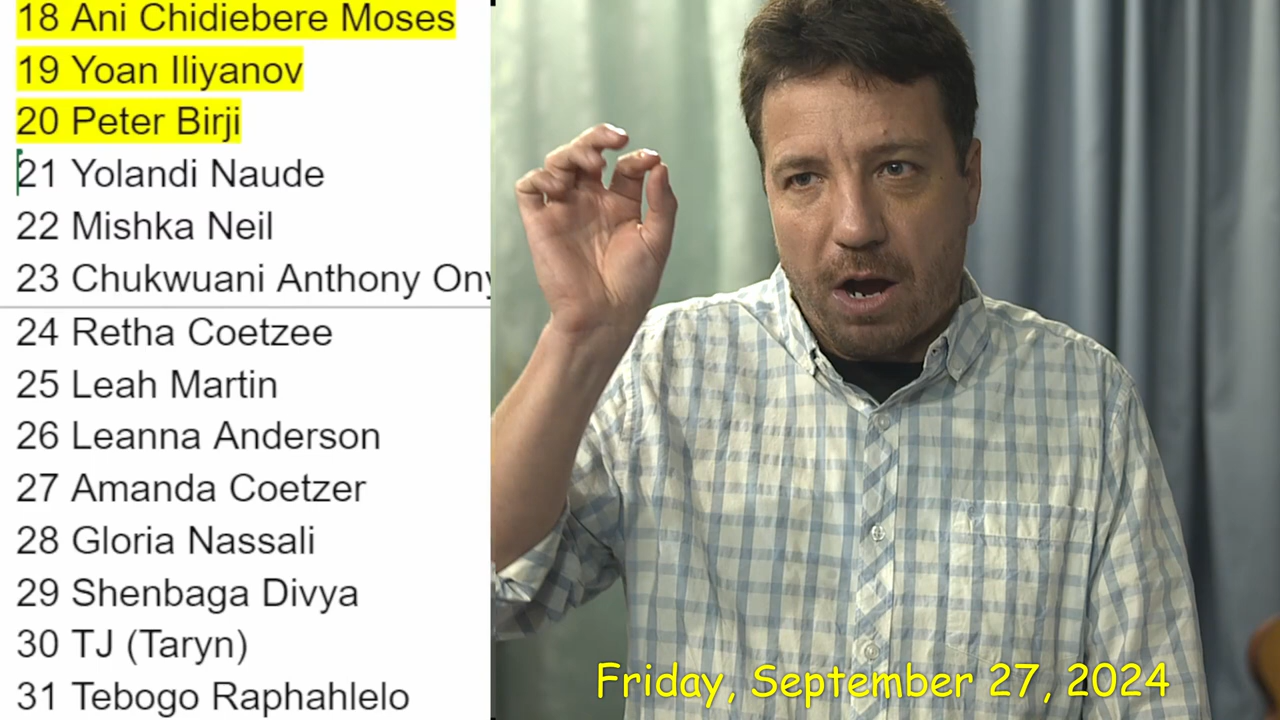 18 Ani Chidiebere Moses
19 Yoan Iliyanov
20 Peter Birji
21 Yolandi Naude
22 Mishka Neil
23 Chukwuani Anthony
24 Retha Coetzee
25 Leah Martin
26 Leanna Anderson
27 Amanda Coetzer
28 Gloria Nassali
29 Shenbaga Divya
30 TJ (Taryn)
31 Tebogo Raphahlelo
Friday, September 27, 2024